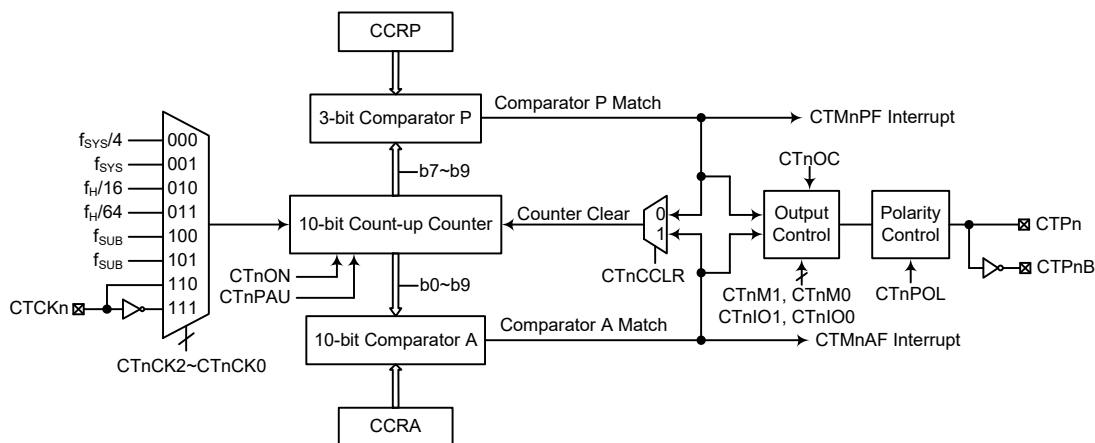 CCRP
3-bit Comparator P
Comparator P Match
CTMnPF Interrupt
fSYS/4
000
fSYS
001
fH/16
010
fH/64
011
fSUB
100
fSUB
101
110
111
CTCKn
CTnCK2~CTnCK0
b7~b9
10-bit Count-up Counter
Counter Clear
0
1
CTnCCLR
CTnON
CTnPAU
b0~b9
CTnOC
Output
Control
CTnM1, CTnM0
CTnIO1, CTnIO0
Polarity
Control
CTnPOL
CTPn
CTPnB
10-bit Comparator A
Comparator A Match
CTMnAF Interrupt
CCRA